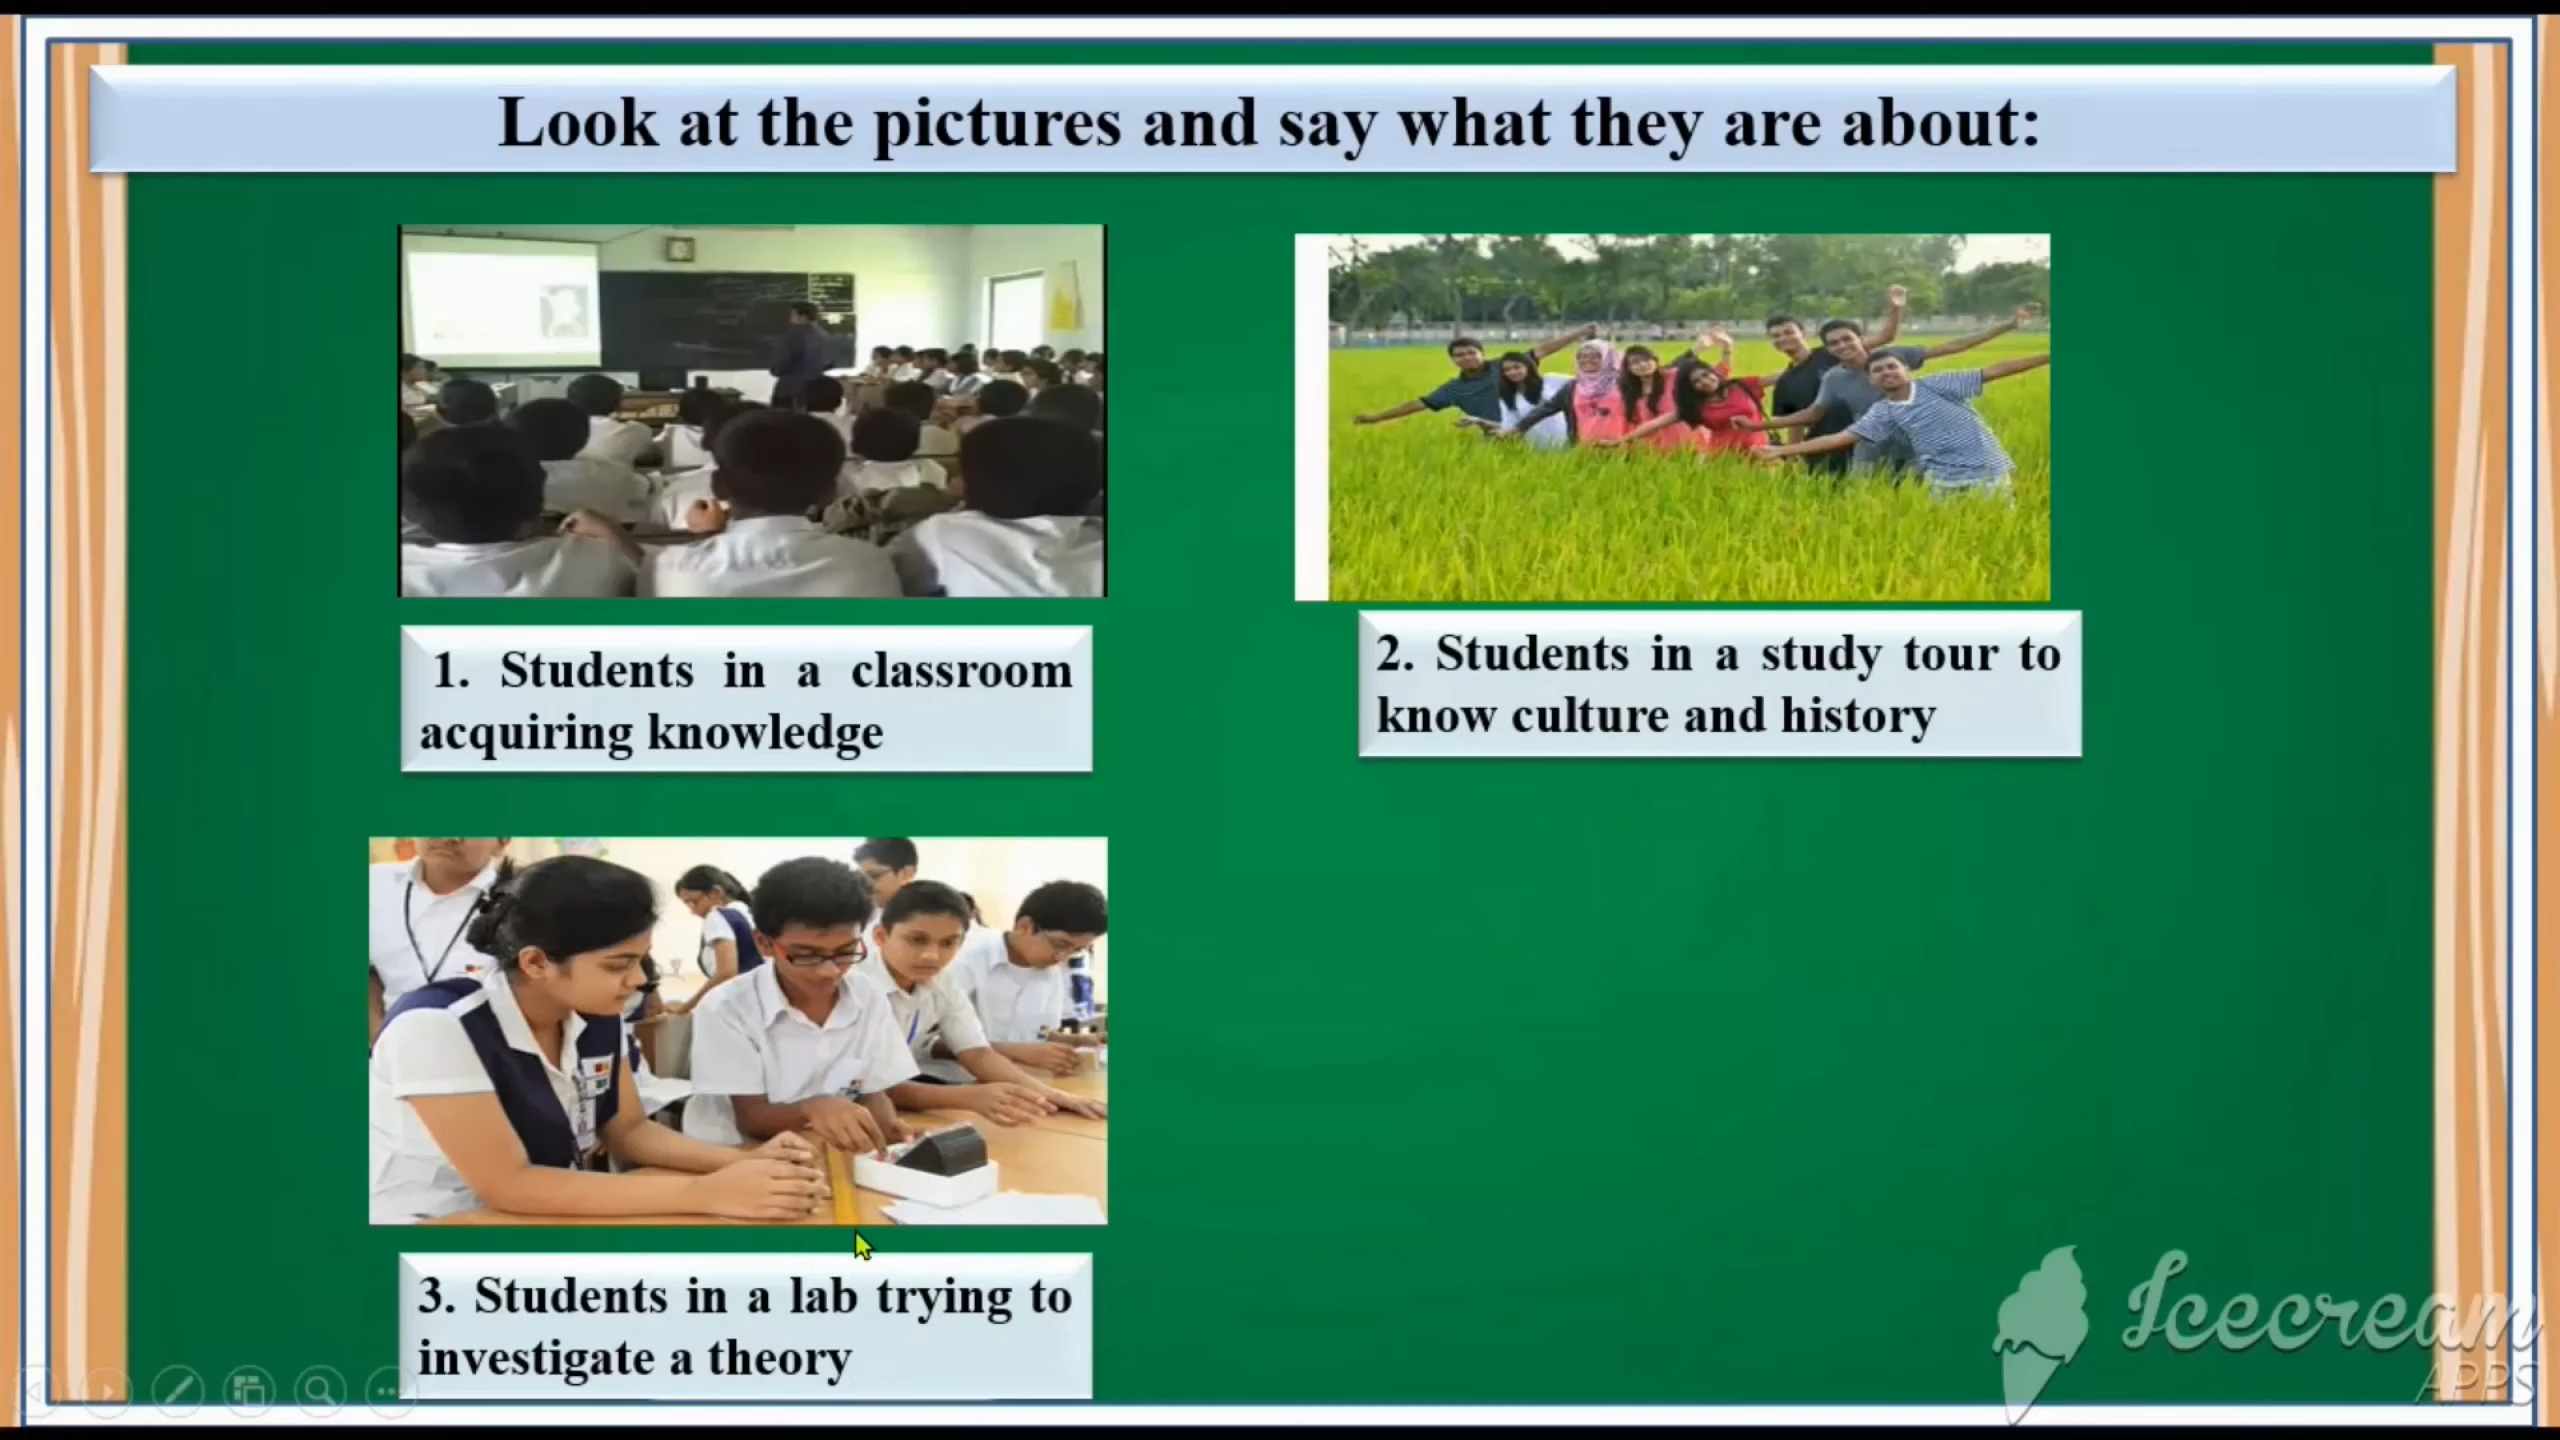 Look at the pictures and say what they are about:
1. Students in a classroom
acquiring knowledge
2. Students in a study tour to
know culture and history
3. Students in a lab trying to
investigate a theory
Icecream
APPS